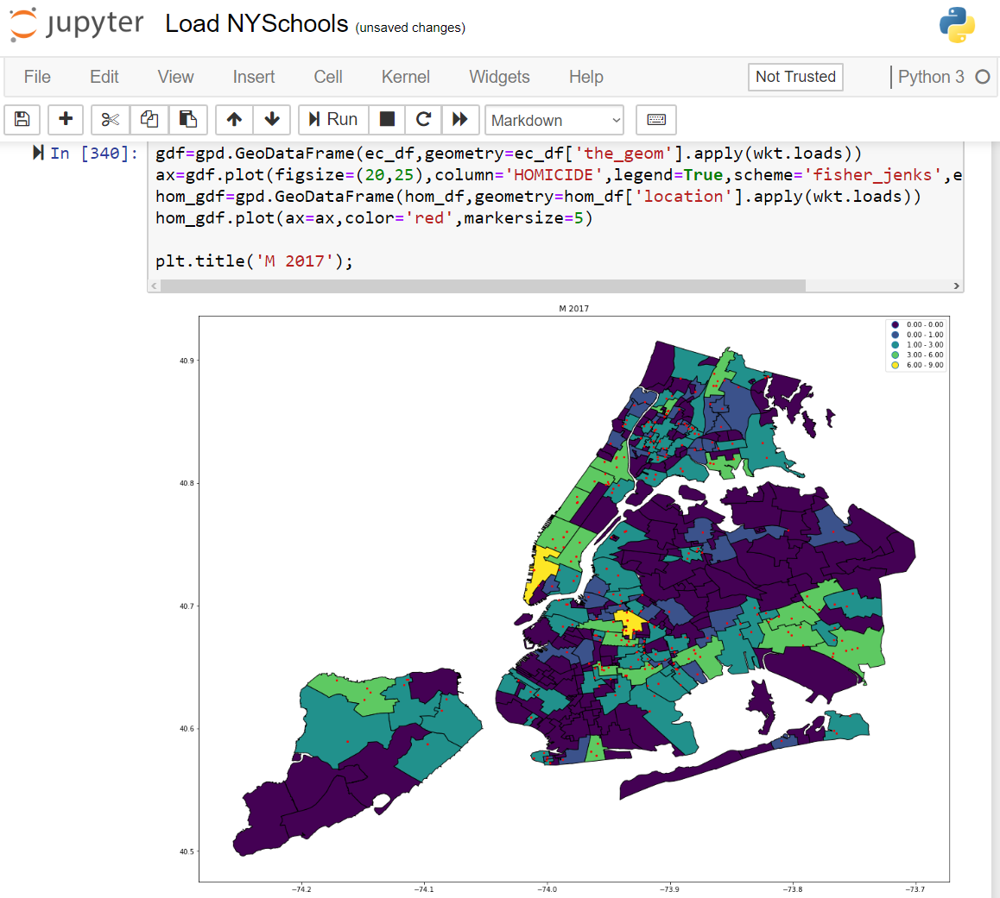 jupyter Load NYSchools (unsaved changes)
File Edit View Insert Cell Kernel Widgets Help Not Trusted Python 3
Run Markdown
In [340]: gdf=gpd.GeoDataFrame(ec_df,geometry=ec_df['the_geom'].apply(wkt.loads))
ax=gdf.plot(figsize=(20,25),column='HOMICIDE',legend=True,scheme='fisher_jenks',e
hom_gdf=gpd.GeoDataFrame(hom_df,geometry=hom_df['location'].apply(wkt.loads))
hom_gdf.plot(ax=ax,color='red',markersize=5)
plt.title('M 2017');
M 2017
0.00 - 0.00
0.00 - 1.00
1.00 - 3.00
3.00 - 6.00
6.00 - 9.00
40.9
40.8
40.7
40.6
40.5
−74.2 −74.1 −74.0 −73.9 −73.8 −73.7